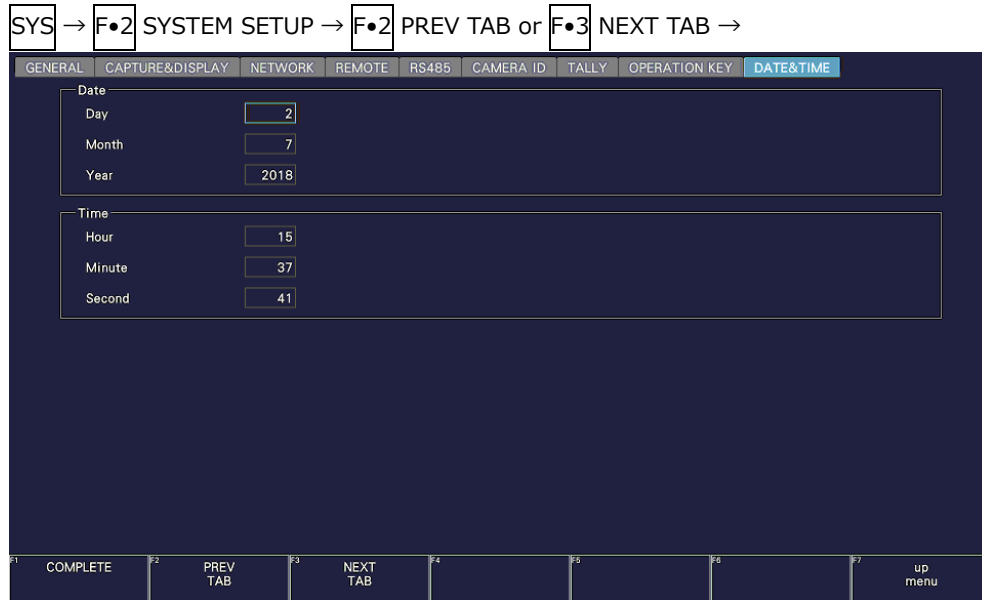 SYS → F•2 SYSTEM SETUP → F•2 PREV TAB or F•3 NEXT TAB →
GENERAL CAPTURE&DISPLAY NETWORK REMOTE RS485 CAMERA ID TALLY OPERATION KEY DATE&TIME
Date
Day 2
Month 7
Year 2018
Time
Hour 15
Minute 37
Second 41
F1 COMPLETE F2 PREV TAB F3 NEXT TAB F4 F5 F6 F7 up menu